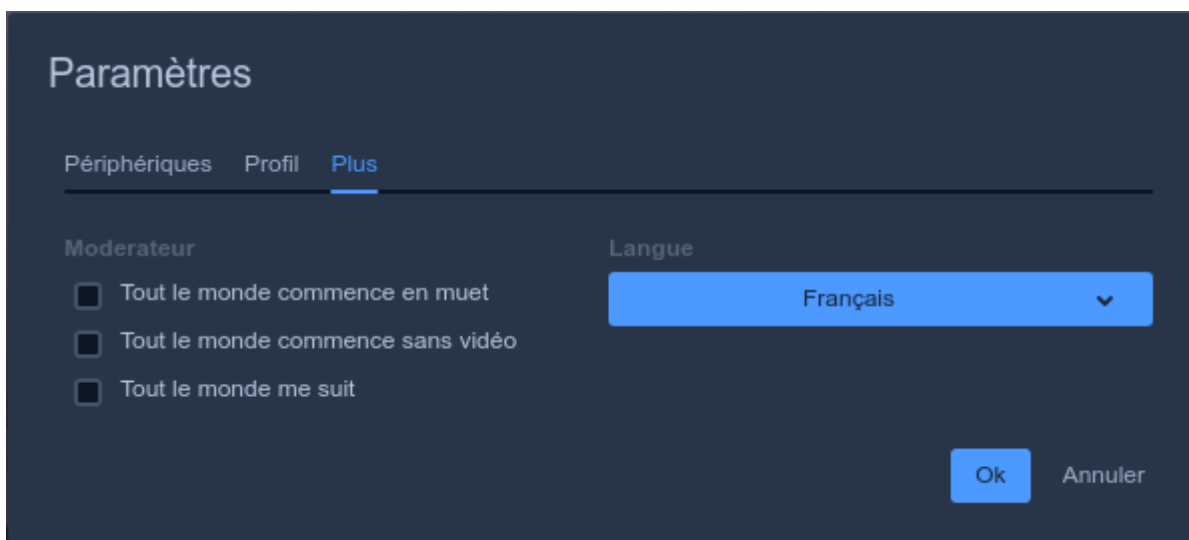 Paramètres
Périphériques Profil Plus
Moderateur
Tout le monde commence en muet
Tout le monde commence sans vidéo
Tout le monde me suit
Langue
Français
Ok Annuler